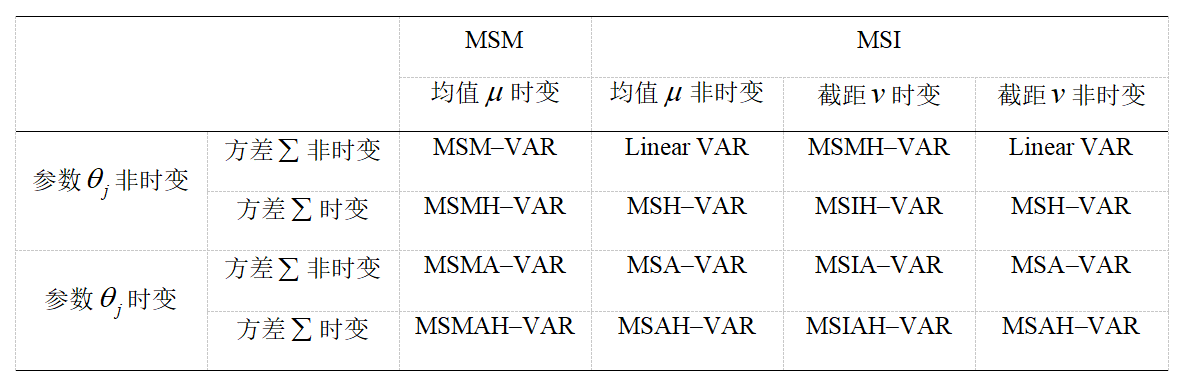 MSM MSI
均值 μ 时变 均值 μ 非时变 截距 ν 时变 截距 ν 非时变
参数 θj 非时变 方差 ∑ 非时变 MSM–VAR Linear VAR MSMH–VAR Linear VAR
方差 ∑ 时变 MSMH–VAR MSH–VAR MSIH–VAR MSH–VAR
参数 θj 时变 方差 ∑ 非时变 MSMA–VAR MSA–VAR MSIA–VAR MSA–VAR
方差 ∑ 时变 MSMAH–VAR MSAH–VAR MSIAH–VAR MSAH–VAR